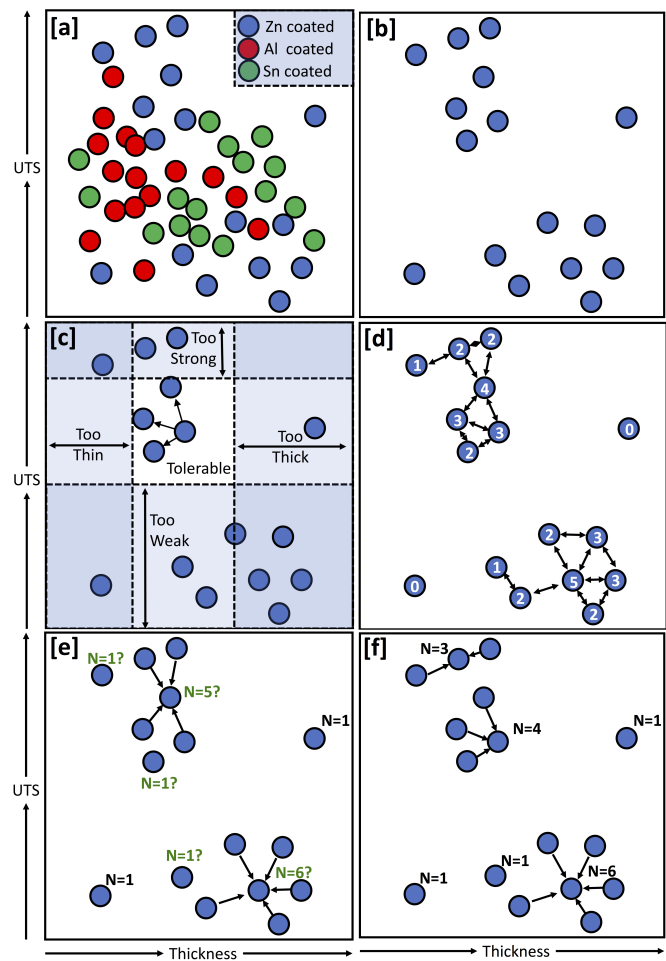 [a]
Zn coated
Al coated
Sn coated
[b]
UTS
[c]
Too
Strong
Too
Thin
Too
Thick
Tolerable
Too
Weak
[d]
2
2
1
4
3
3
2
0
2
3
1
5
3
0
2
2
UTS
[e]
N=1?
N=5?
N=1
N=1?
N=1?
N=6?
N=1
[f]
N=3
N=4
N=1
N=1
N=6
N=1
UTS
Thickness
Thickness